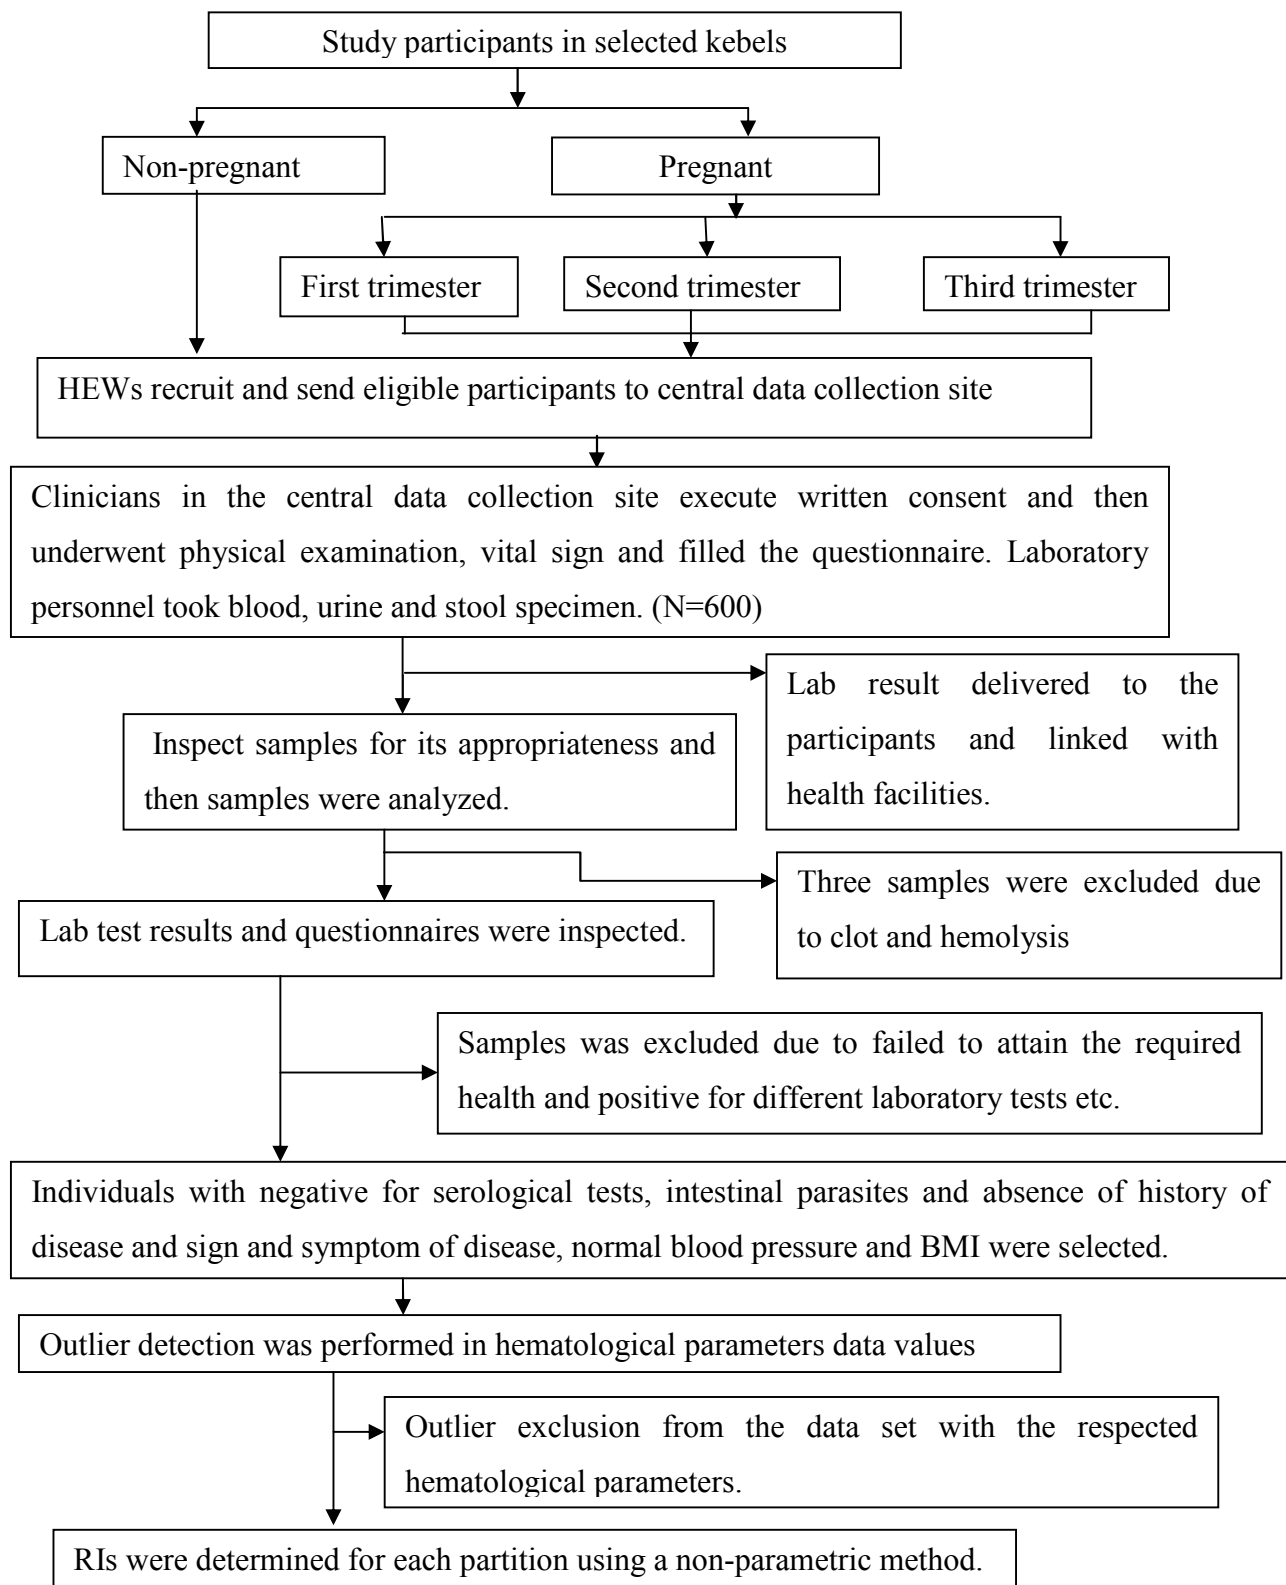 Study participants in selected kebels
Non-pregnant
Pregnant
First trimester
Second trimester
Third trimester
HEWs recruit and send eligible participants to central data collection site
Clinicians in the central data collection site execute written consent and then
underwent physical examination, vital sign and filled the questionnaire. Laboratory
personnel took blood, urine and stool specimen. (N=600)
Lab result delivered to the
participants and linked with
health facilities.
Inspect samples for its appropriateness and
then samples were analyzed.
Three samples were excluded due
to clot and hemolysis
Lab test results and questionnaires were inspected.
Samples was excluded due to failed to attain the required
health and positive for different laboratory tests etc.
Individuals with negative for serological tests, intestinal parasites and absence of history of
disease and sign and symptom of disease, normal blood pressure and BMI were selected.
Outlier detection was performed in hematological parameters data values
Outlier exclusion from the data set with the respected
hematological parameters.
RIs were determined for each partition using a non-parametric method.